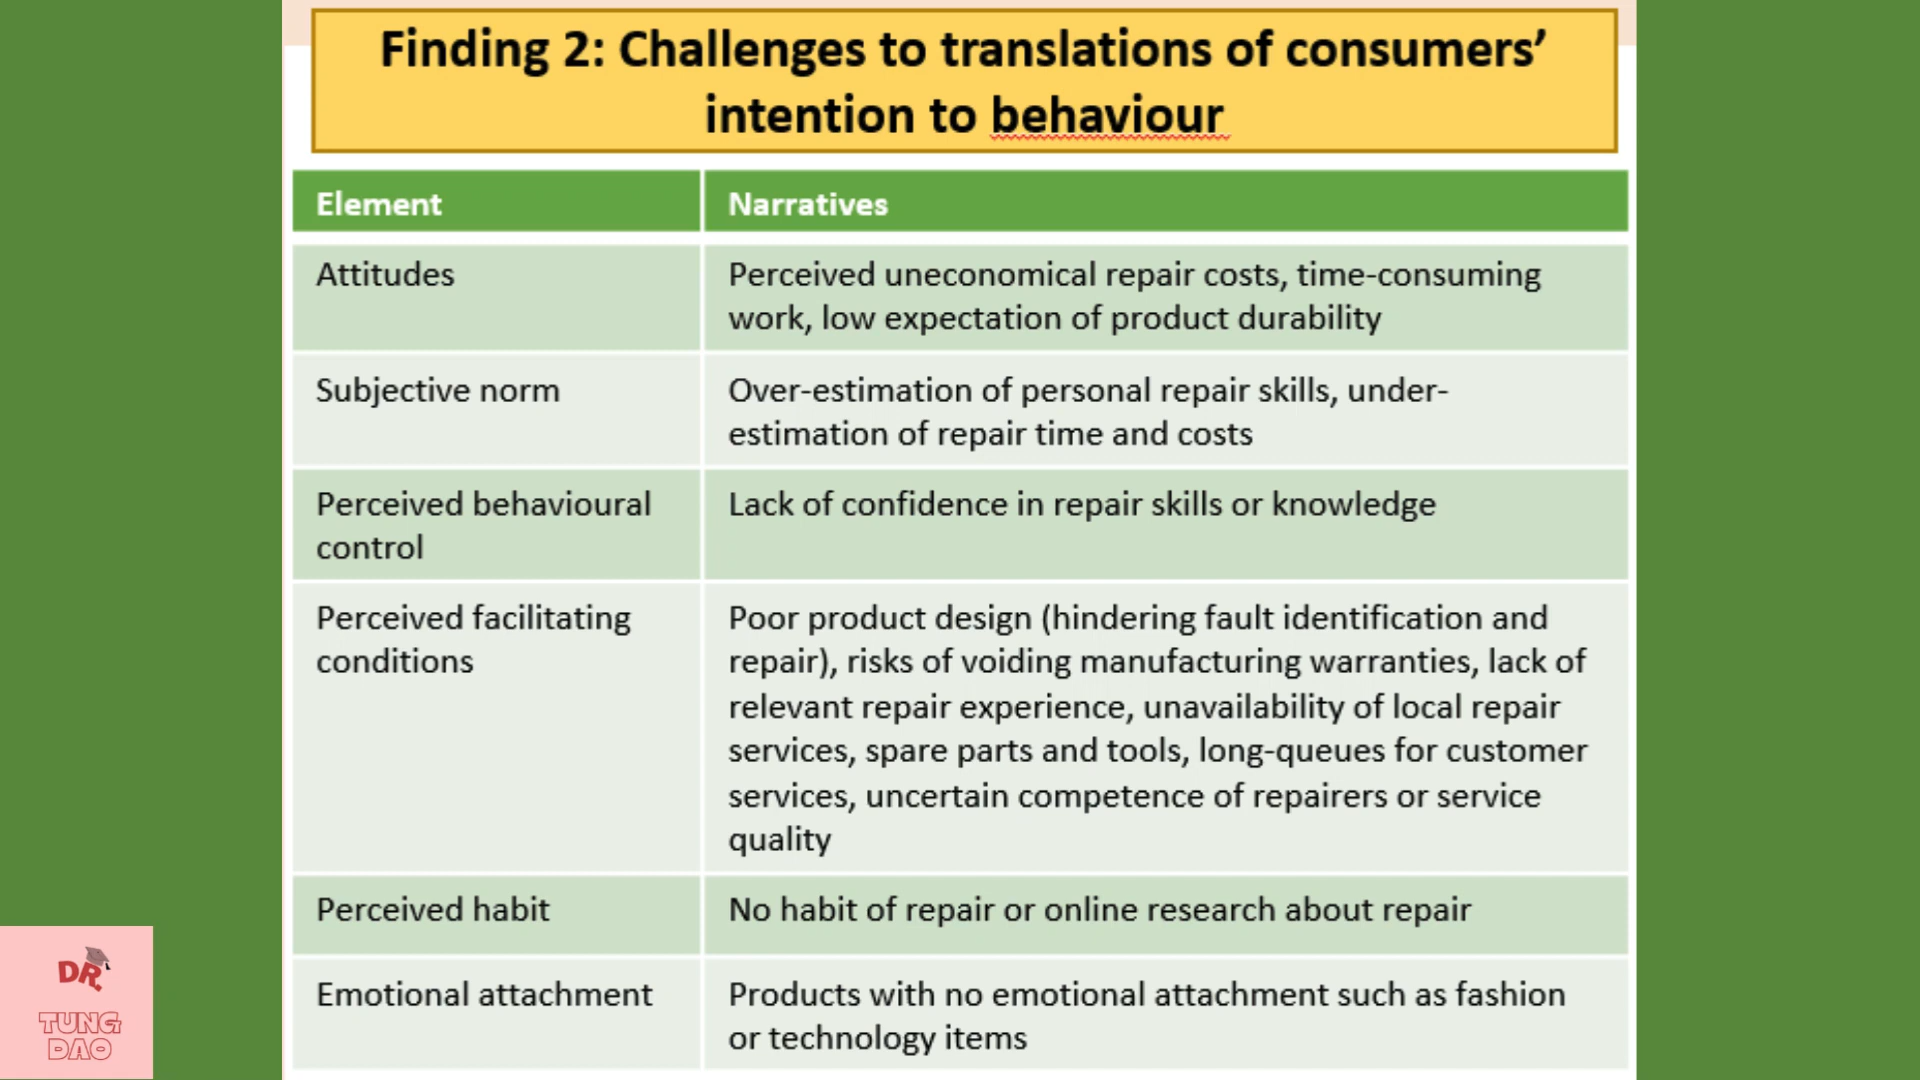 Finding 2: Challenges to translations of consumers’
intention to behaviour
Element
Narratives
Attitudes
Perceived uneconomical repair costs, time-consuming
work, low expectation of product durability
Subjective norm
Over-estimation of personal repair skills, under-
estimation of repair time and costs
Perceived behavioural
control
Lack of confidence in repair skills or knowledge
Perceived facilitating
conditions
Poor product design (hindering fault identification and
repair), risks of voiding manufacturing warranties, lack of
relevant repair experience, unavailability of local repair
services, spare parts and tools, long-queues for customer
services, uncertain competence of repairers or service
quality
Perceived habit
No habit of repair or online research about repair
Emotional attachment
Products with no emotional attachment such as fashion
or technology items
DR.
TUNG
DAO